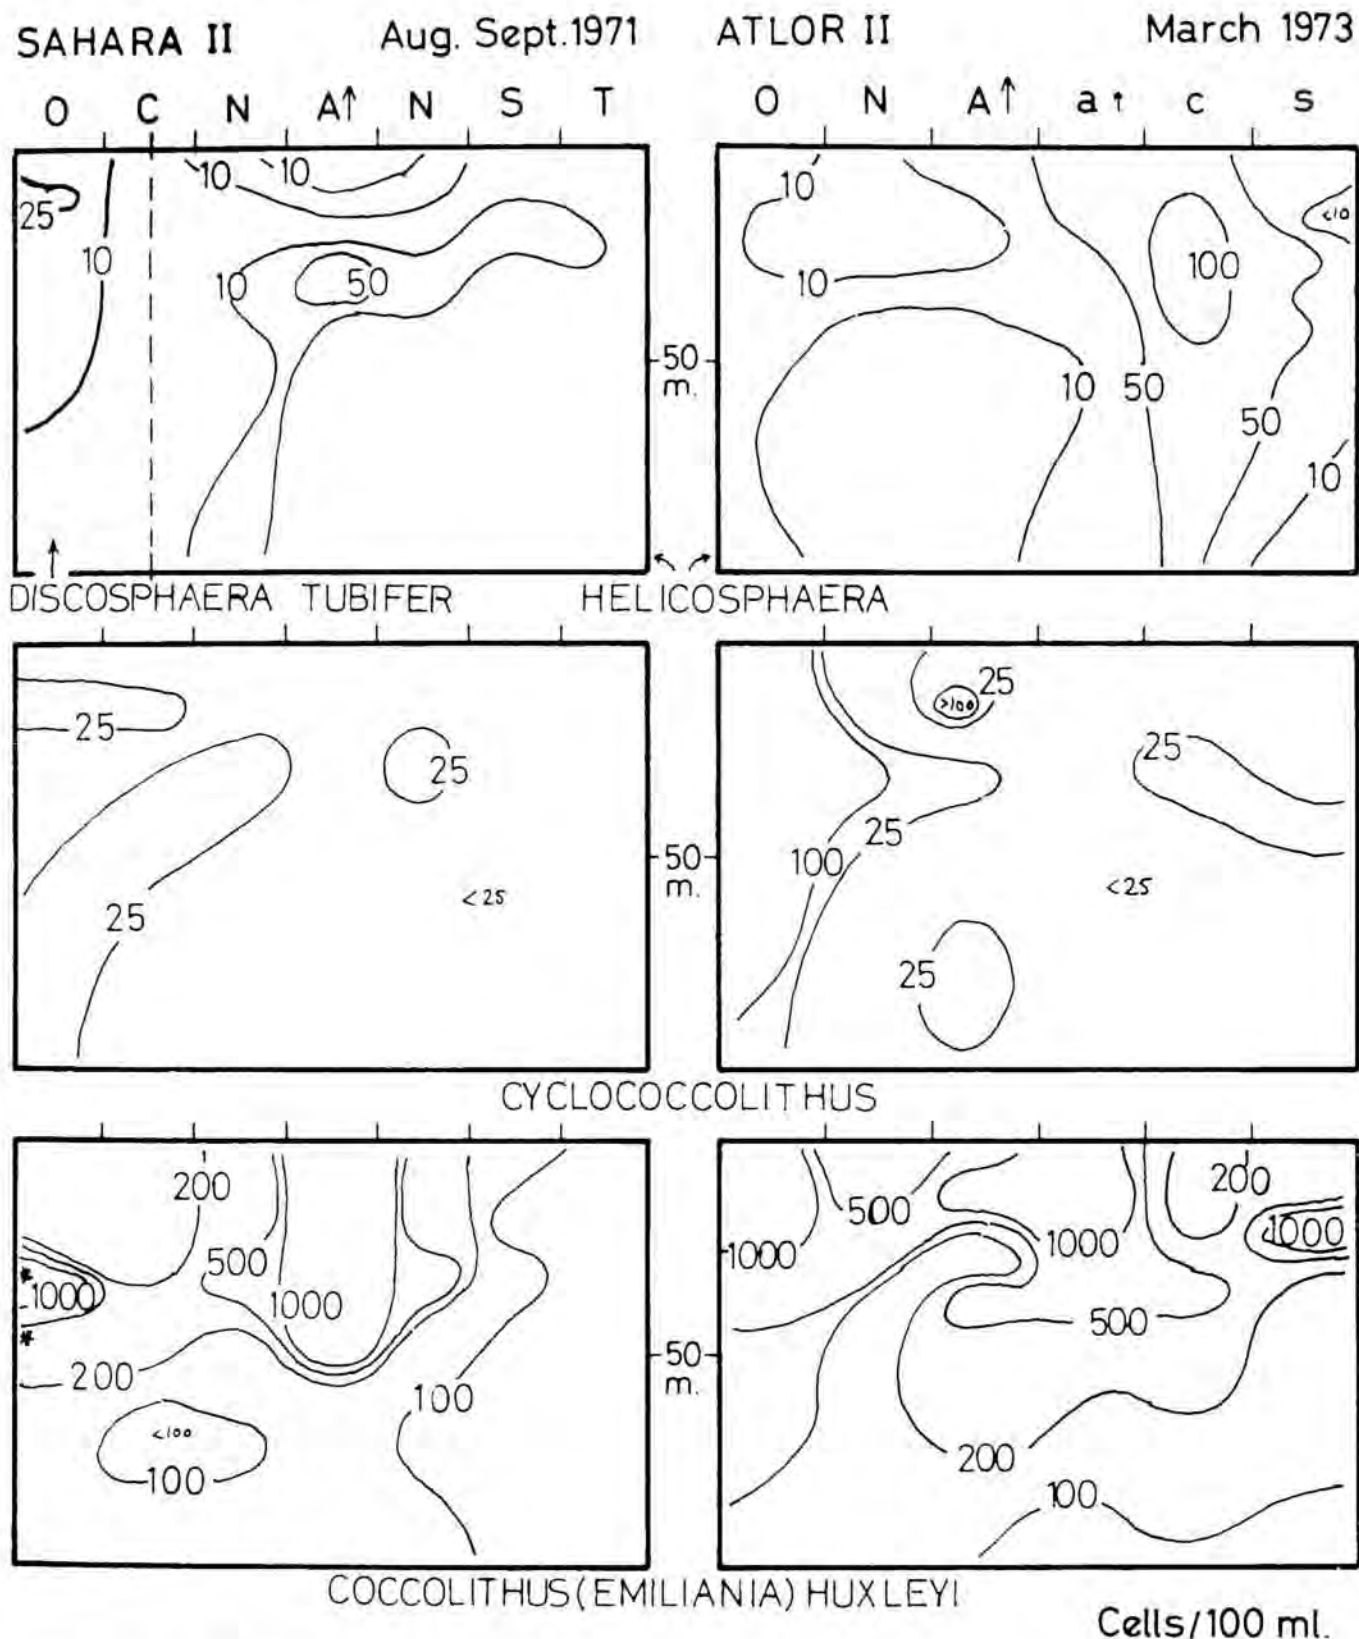 SAHARA II Aug. Sept. 1971 ATLOR II March 1973
O C N A↑ N S T O N A↑ a↑ c s
10 10 10
25 <10
10 10 50 10 100
50 m.
10 50 50
10
DISCOSPHAERA TUBIFER HELICOSPHAERA
25 25 >100
25 25
25
100
50 m.
<25 <25
25 25
CYCLOCOCCOLITHUS
200 500 200
500 1000 1000 1000
*
1000 1000 500
*
200 50 m. 100
<100 200
100 100
COCCOLITHUS (EMILIANIA) HUXLEYI
Cells/100 ml.